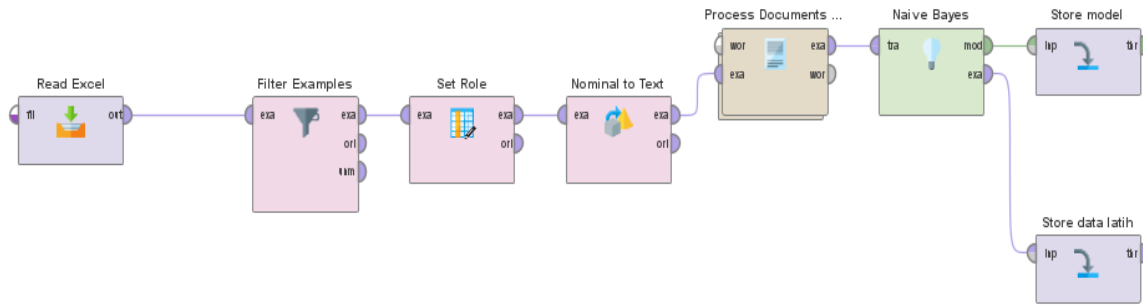 Process Documents ...
Naive Bayes
Store model
wor
exa
tra
mod
inp
thr
exa
wor
exa
Read Excel
Filter Examples
Set Role
Nominal to Text
fil
out
exa
exa
exa
exa
exa
exa
ori
ori
ori
unm
Store data latih
inp
thr